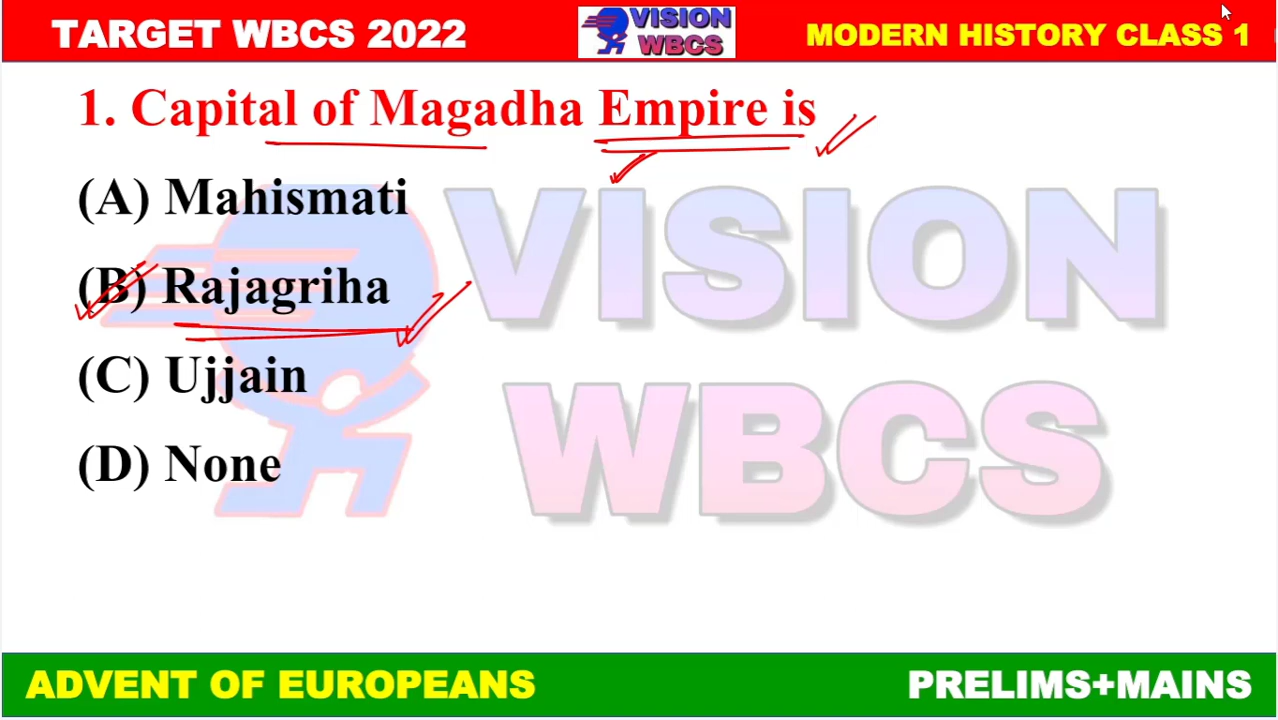 TARGET WBCS 2022
VISION
WBCS
MODERN HISTORY CLASS 1
1. Capital of Magadha Empire is
(A) Mahismati
(B) Rajagriha
(C) Ujjain
(D) None
VISION
WBCS
ADVENT OF EUROPEANS
PRELIMS+MAINS